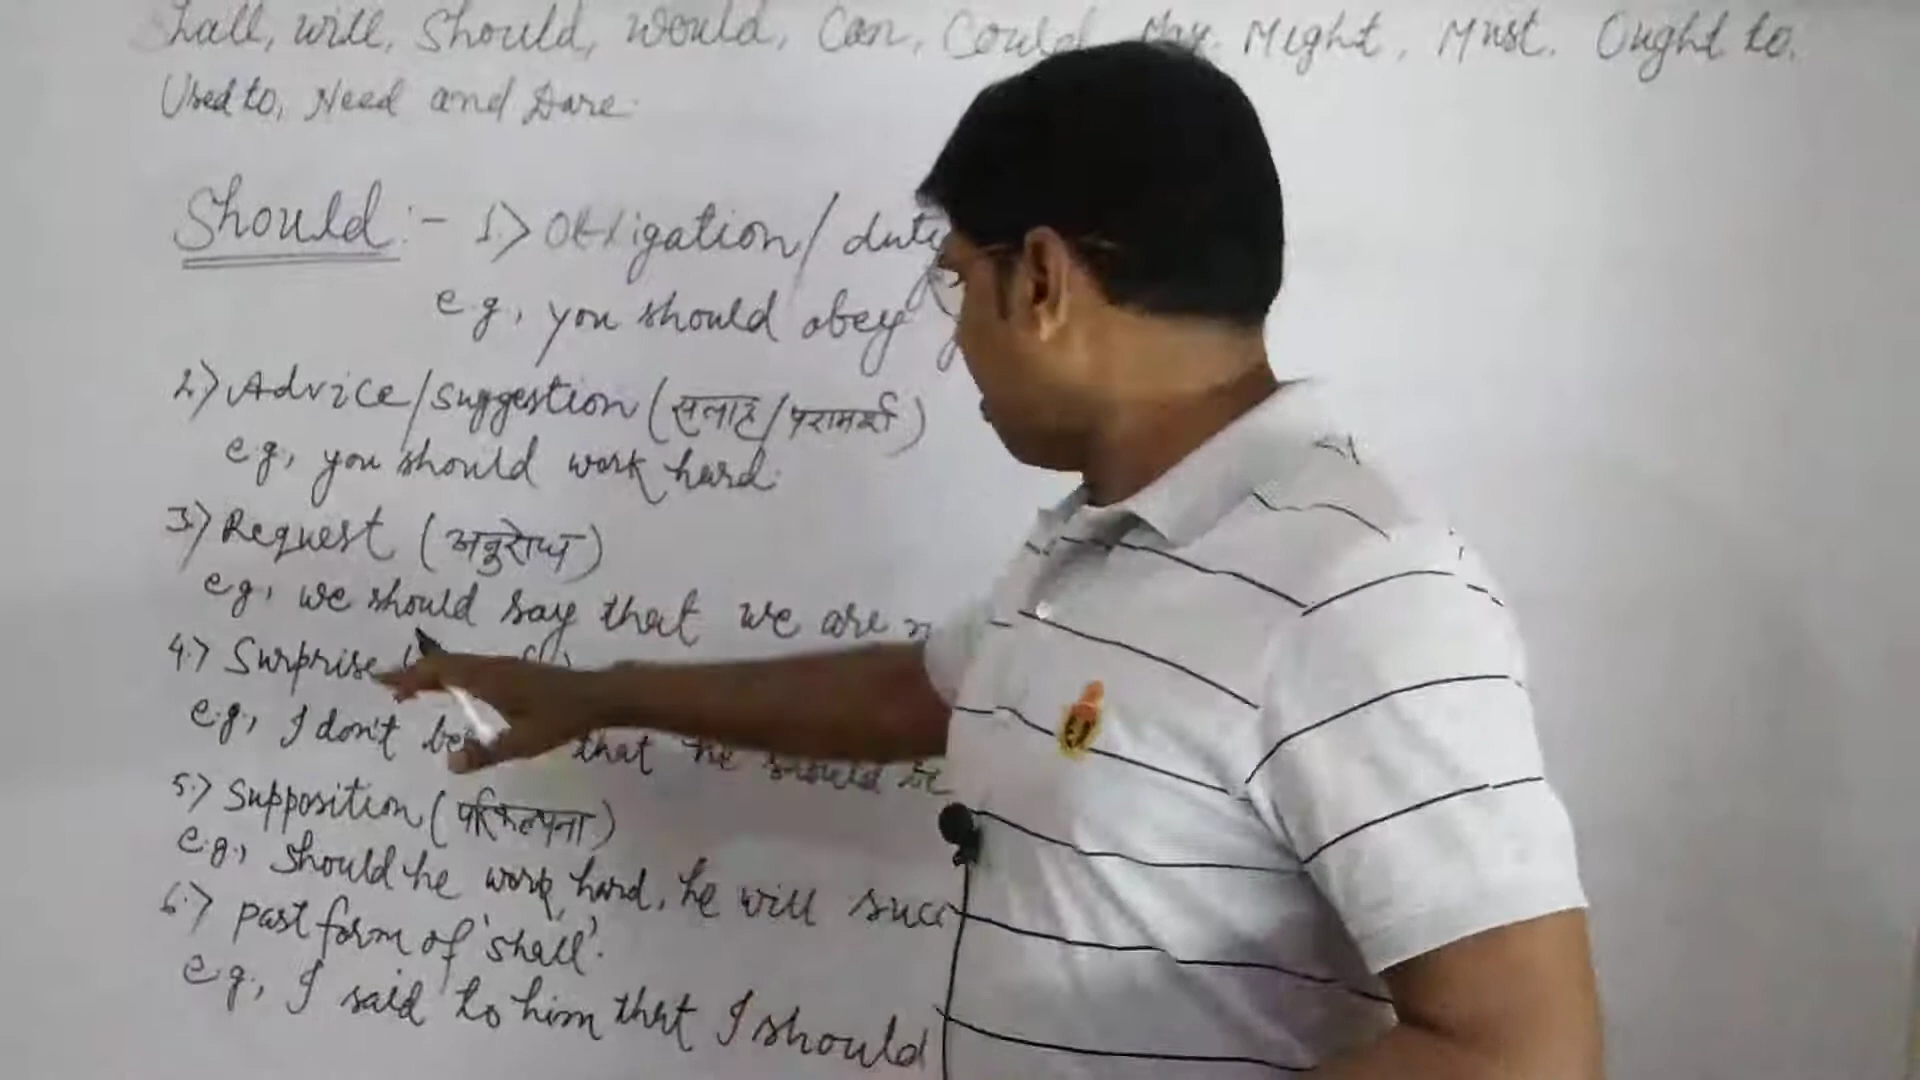 Shall, will, Should, would, Can, Could, May, Might, Must, Ought to,
Used to, Need and Dare.
Should :- 1.> Obligation/ duty
e.g, you should obey
2.> Advice/suggestion (सलाह/परामर्श)
e.g., you should work hard.
3.> Request (अनुरोध)
e.g, we should say that we are
4.> Surprise
e.g., I don't that he should be
5.> Supposition (परिकल्पना)
e.g., should he work hard, he will
6.> past form of 'shall'.
e.g., I said to him that I should